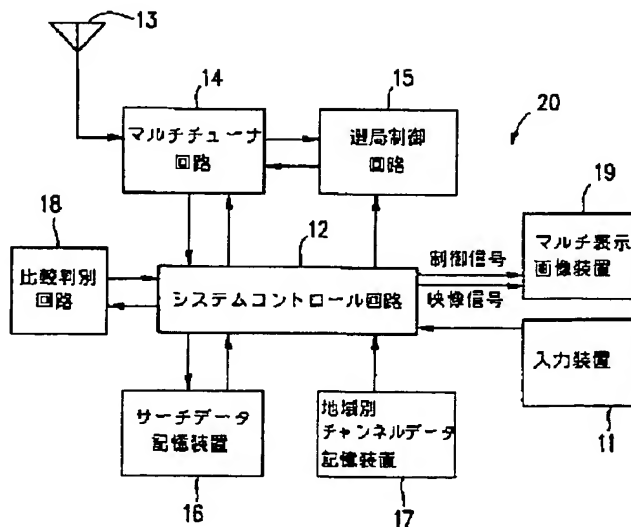 13
14
15
20
マルチチューナ
回路
選局制御
回路
19
18
12
制御信号
マルチ表示
画像装置
比較判別
回路
システムコントロール回路
映像信号
入力装置
サーチデータ
記憶装置
地域別
チャンネルデータ
記憶装置
11
16
17